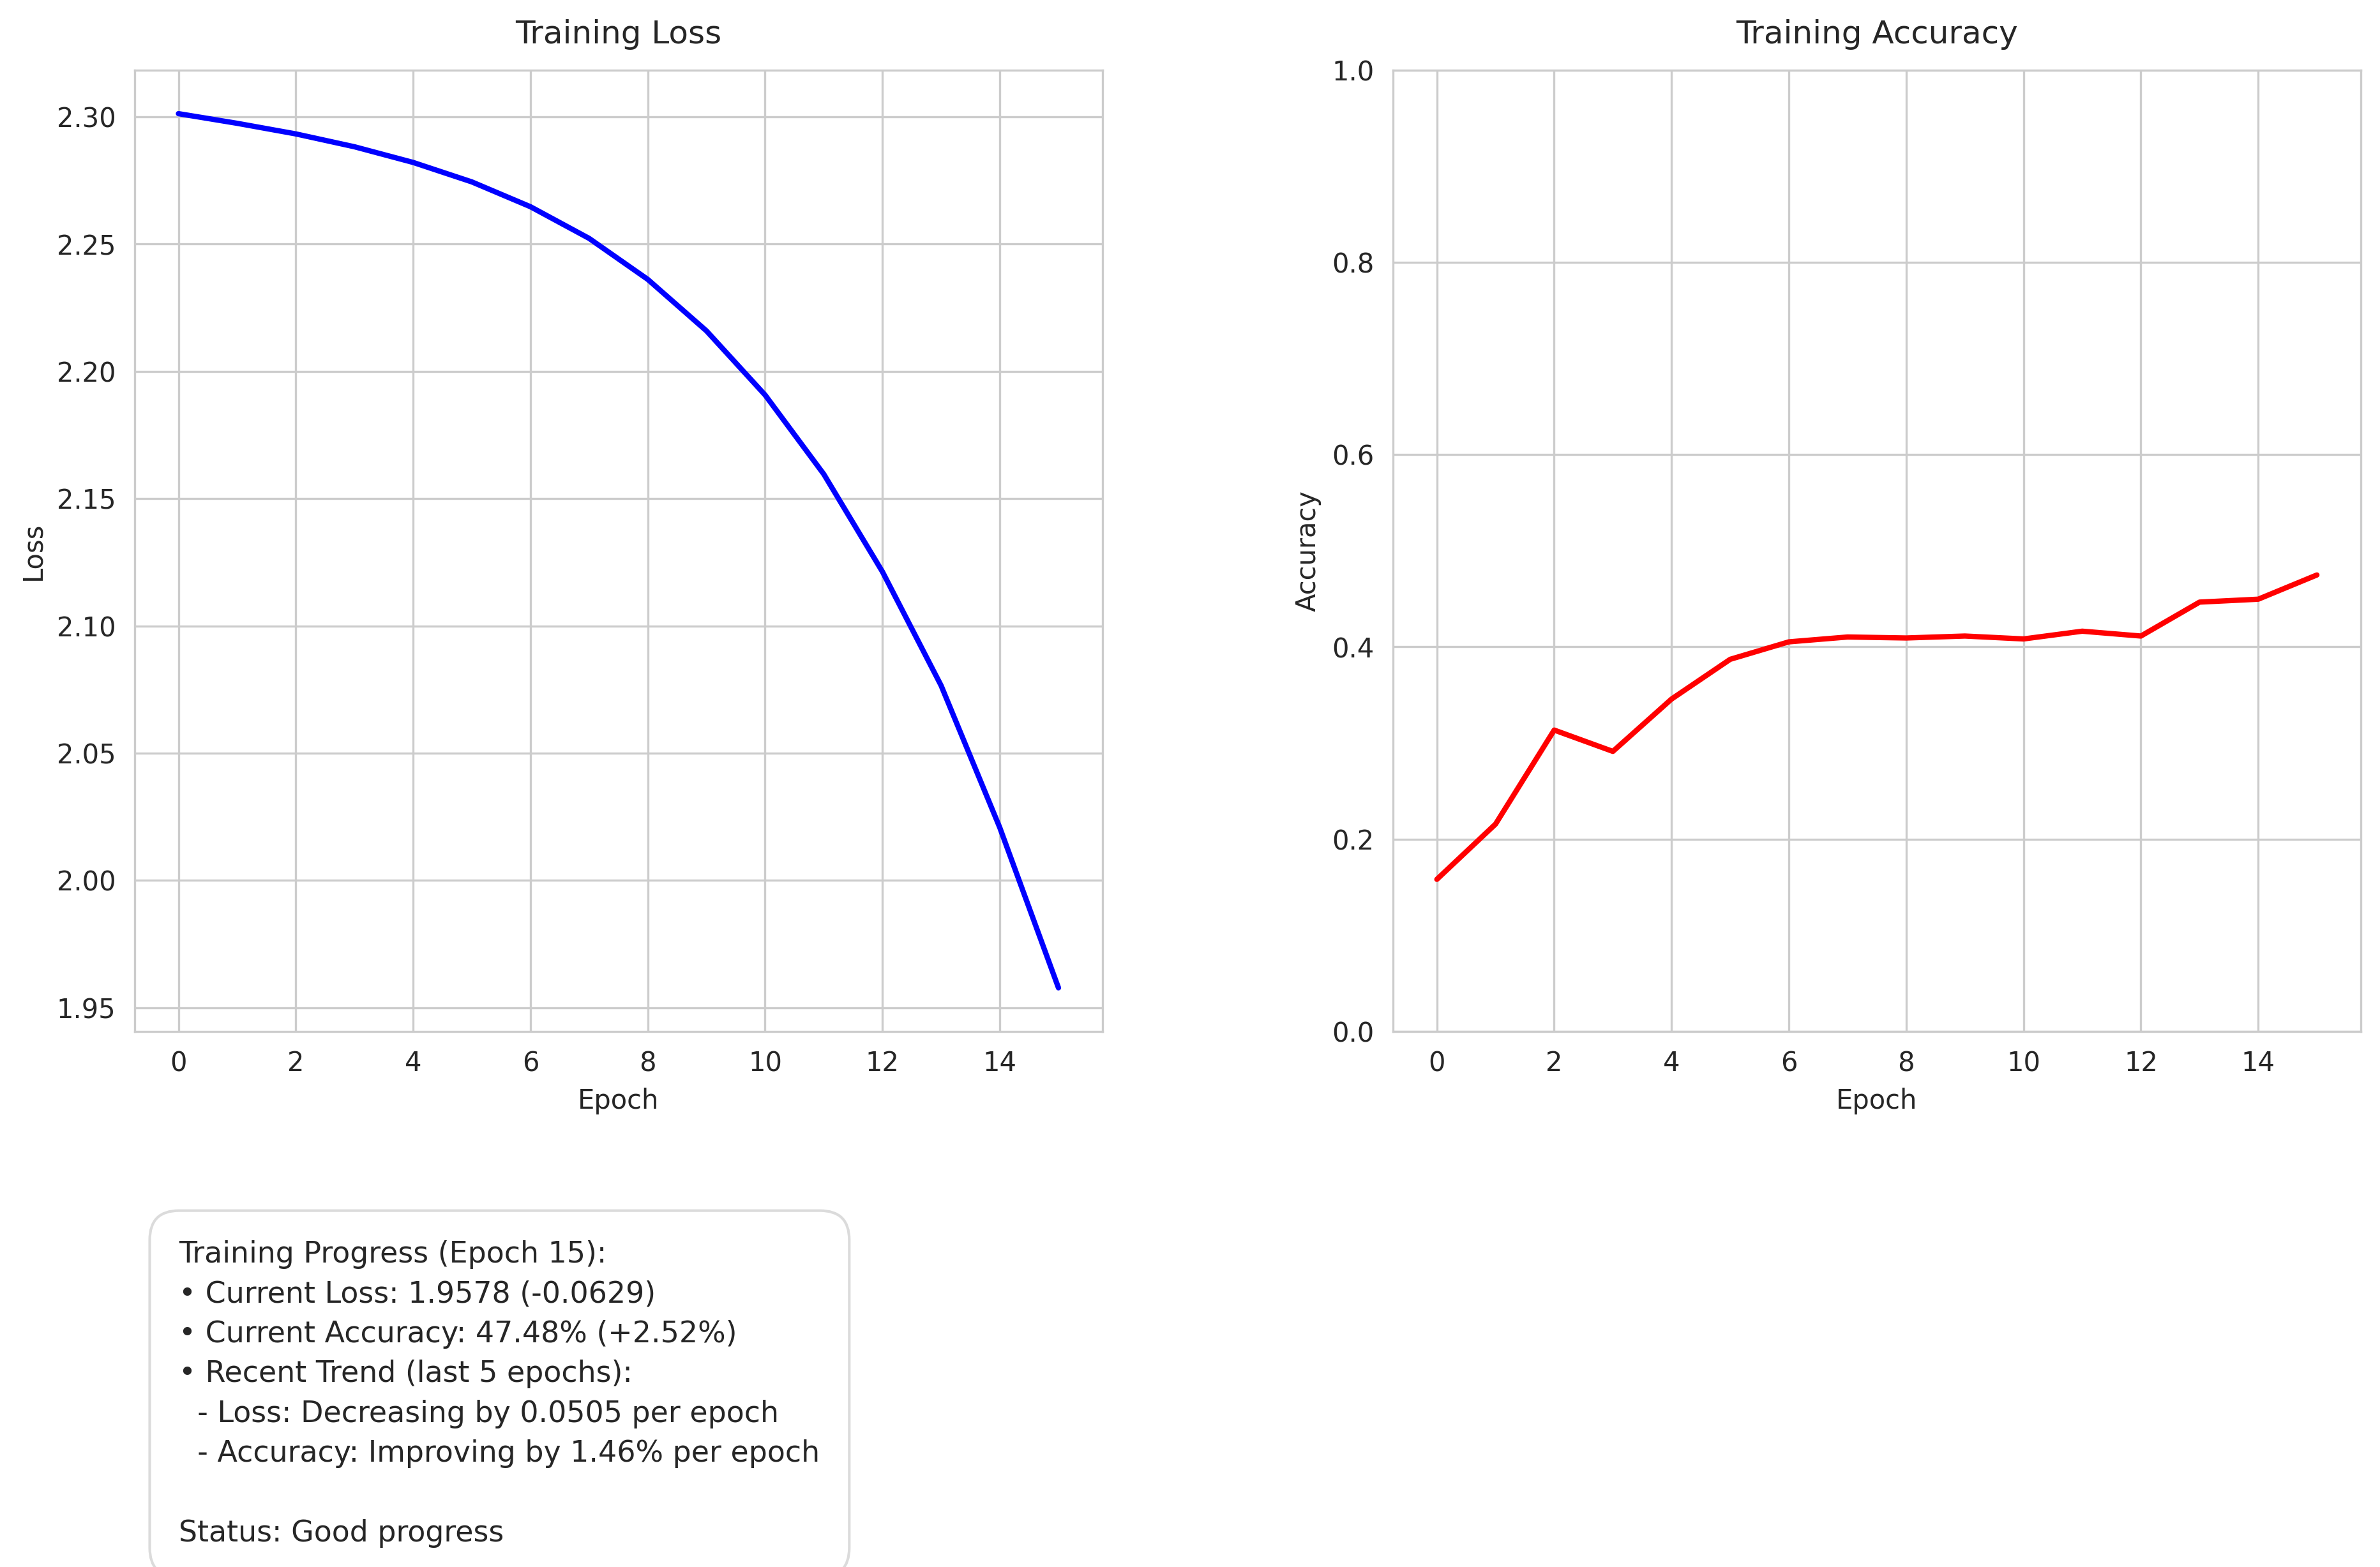 Training Loss
2.30
2.25
2.20
2.15
2.10
2.05
2.00
1.95
Loss
0 2 4 6 8 10 12 14
Epoch
Training Accuracy
1.0
0.8
0.6
0.4
0.2
0.0
Accuracy
0 2 4 6 8 10 12 14
Epoch
Training Progress (Epoch 15):
• Current Loss: 1.9578 (-0.0629)
• Current Accuracy: 47.48% (+2.52%)
• Recent Trend (last 5 epochs):
- Loss: Decreasing by 0.0505 per epoch
- Accuracy: Improving by 1.46% per epoch
Status: Good progress